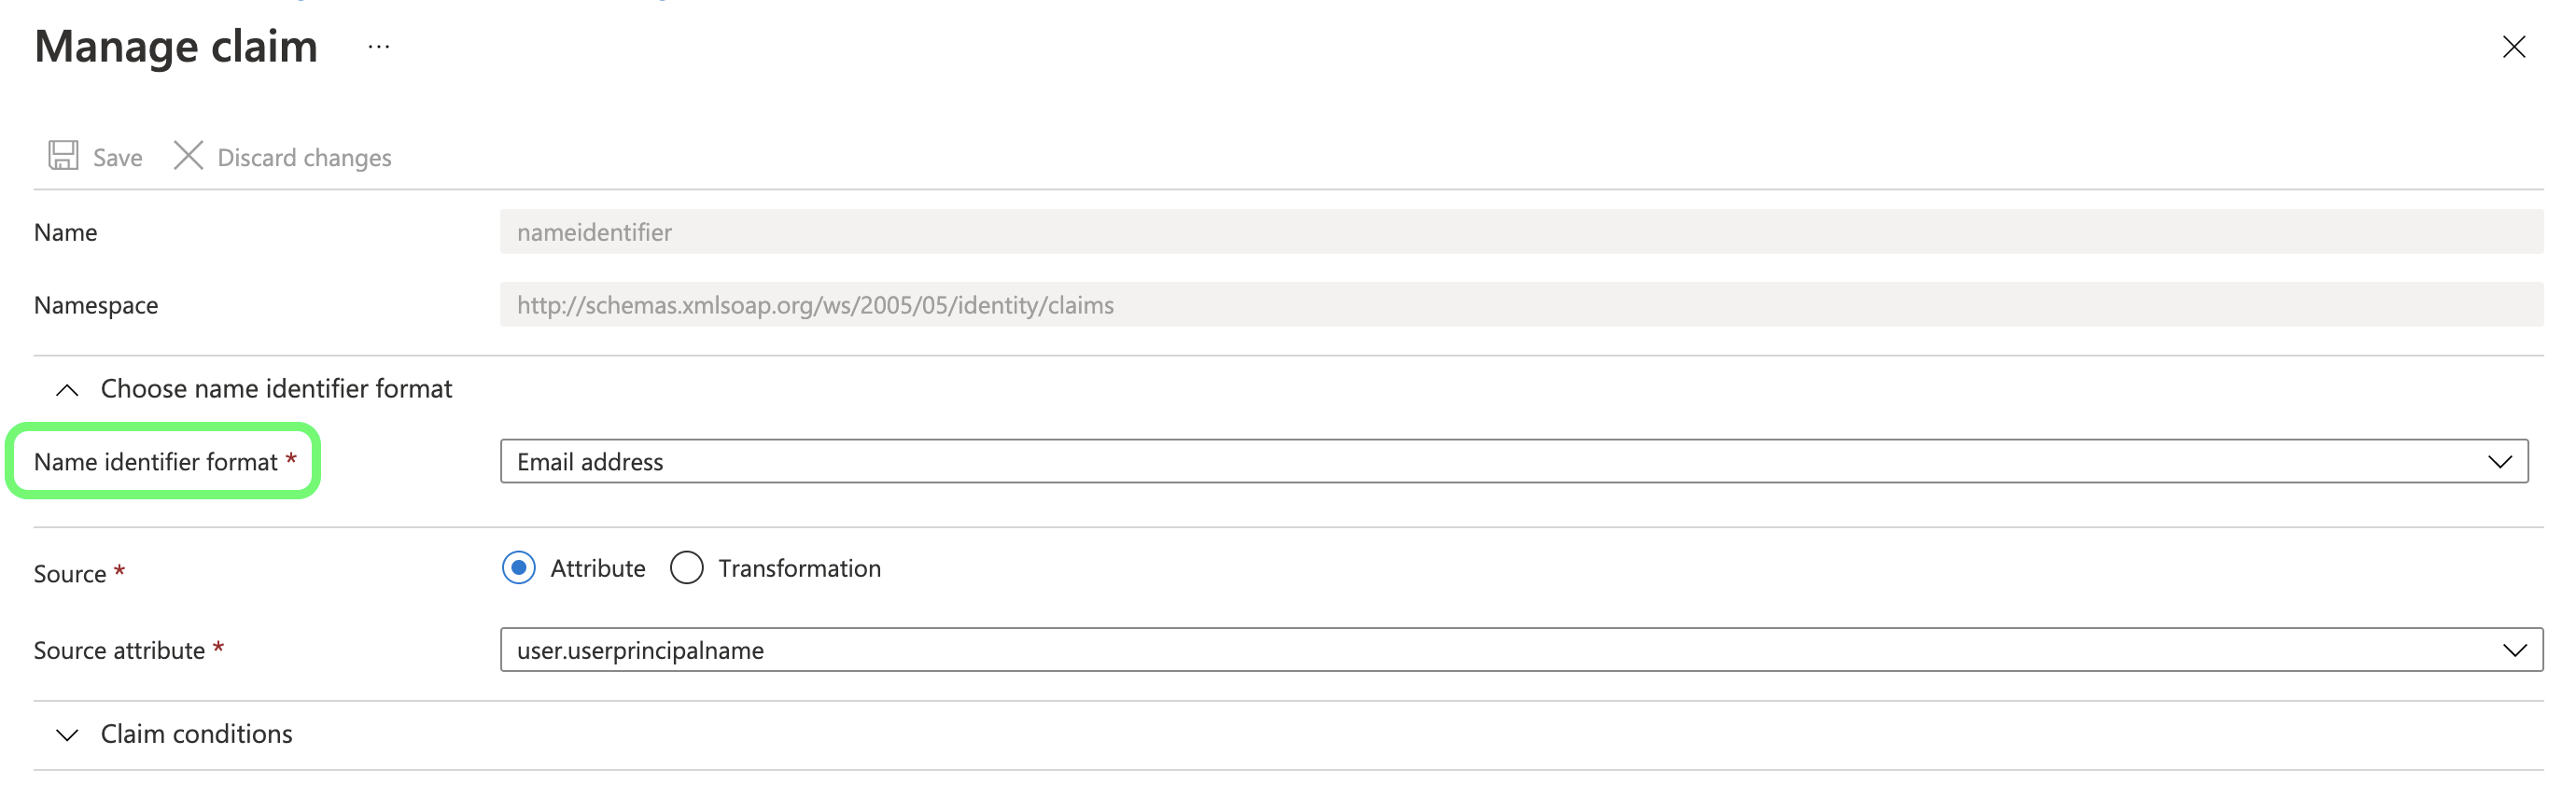 Manage claim ...
Save Discard changes
Name nameidentifier
Namespace http://schemas.xmlsoap.org/ws/2005/05/identity/claims
Choose name identifier format
Name identifier format * Email address
Source * Attribute Transformation
Source attribute * user.userprincipalname
Claim conditions